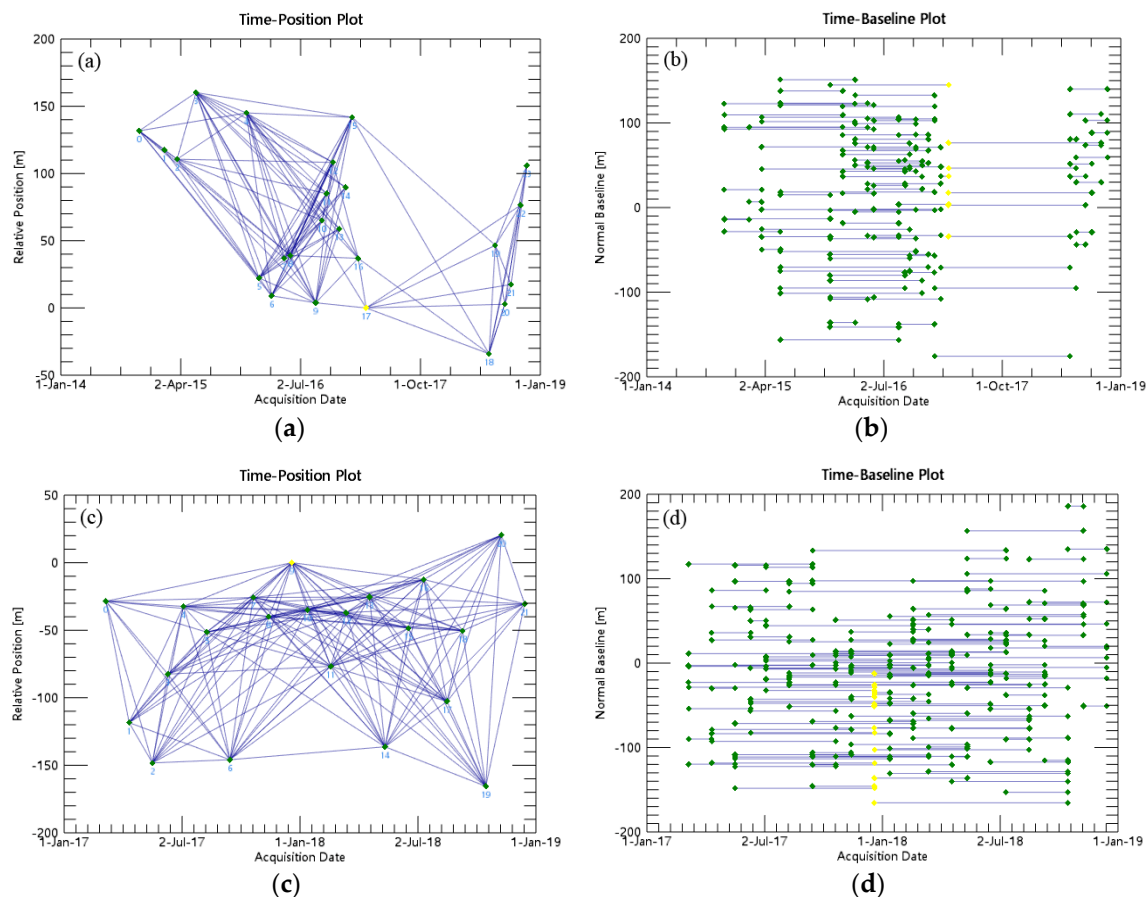 Time-Position Plot
(a)
200
150
100
50
0
-50
Relative Position [m]
0
1
2
5
6
9
17
18
20
21
1-Jan-14 2-Apr-15 2-Jul-16 1-Oct-17 1-Jan-19
Acquisition Date
(a)
Time-Baseline Plot
(b)
200
100
0
-100
-200
Normal Baseline [m]
1-Jan-14 2-Apr-15 2-Jul-16 1-Oct-17 1-Jan-19
Acquisition Date
(b)
Time-Position Plot
(c)
50
0
-50
-100
-150
-200
Relative Position [m]
0
1
2
6
11
14
17
19
1-Jan-17 2-Jul-17 1-Jan-18 2-Jul-18 1-Jan-19
Acquisition Date
(c)
Time-Baseline Plot
(d)
200
100
0
-100
-200
Normal Baseline [m]
1-Jan-17 2-Jul-17 1-Jan-18 2-Jul-18 1-Jan-19
Acquisition Date
(d)